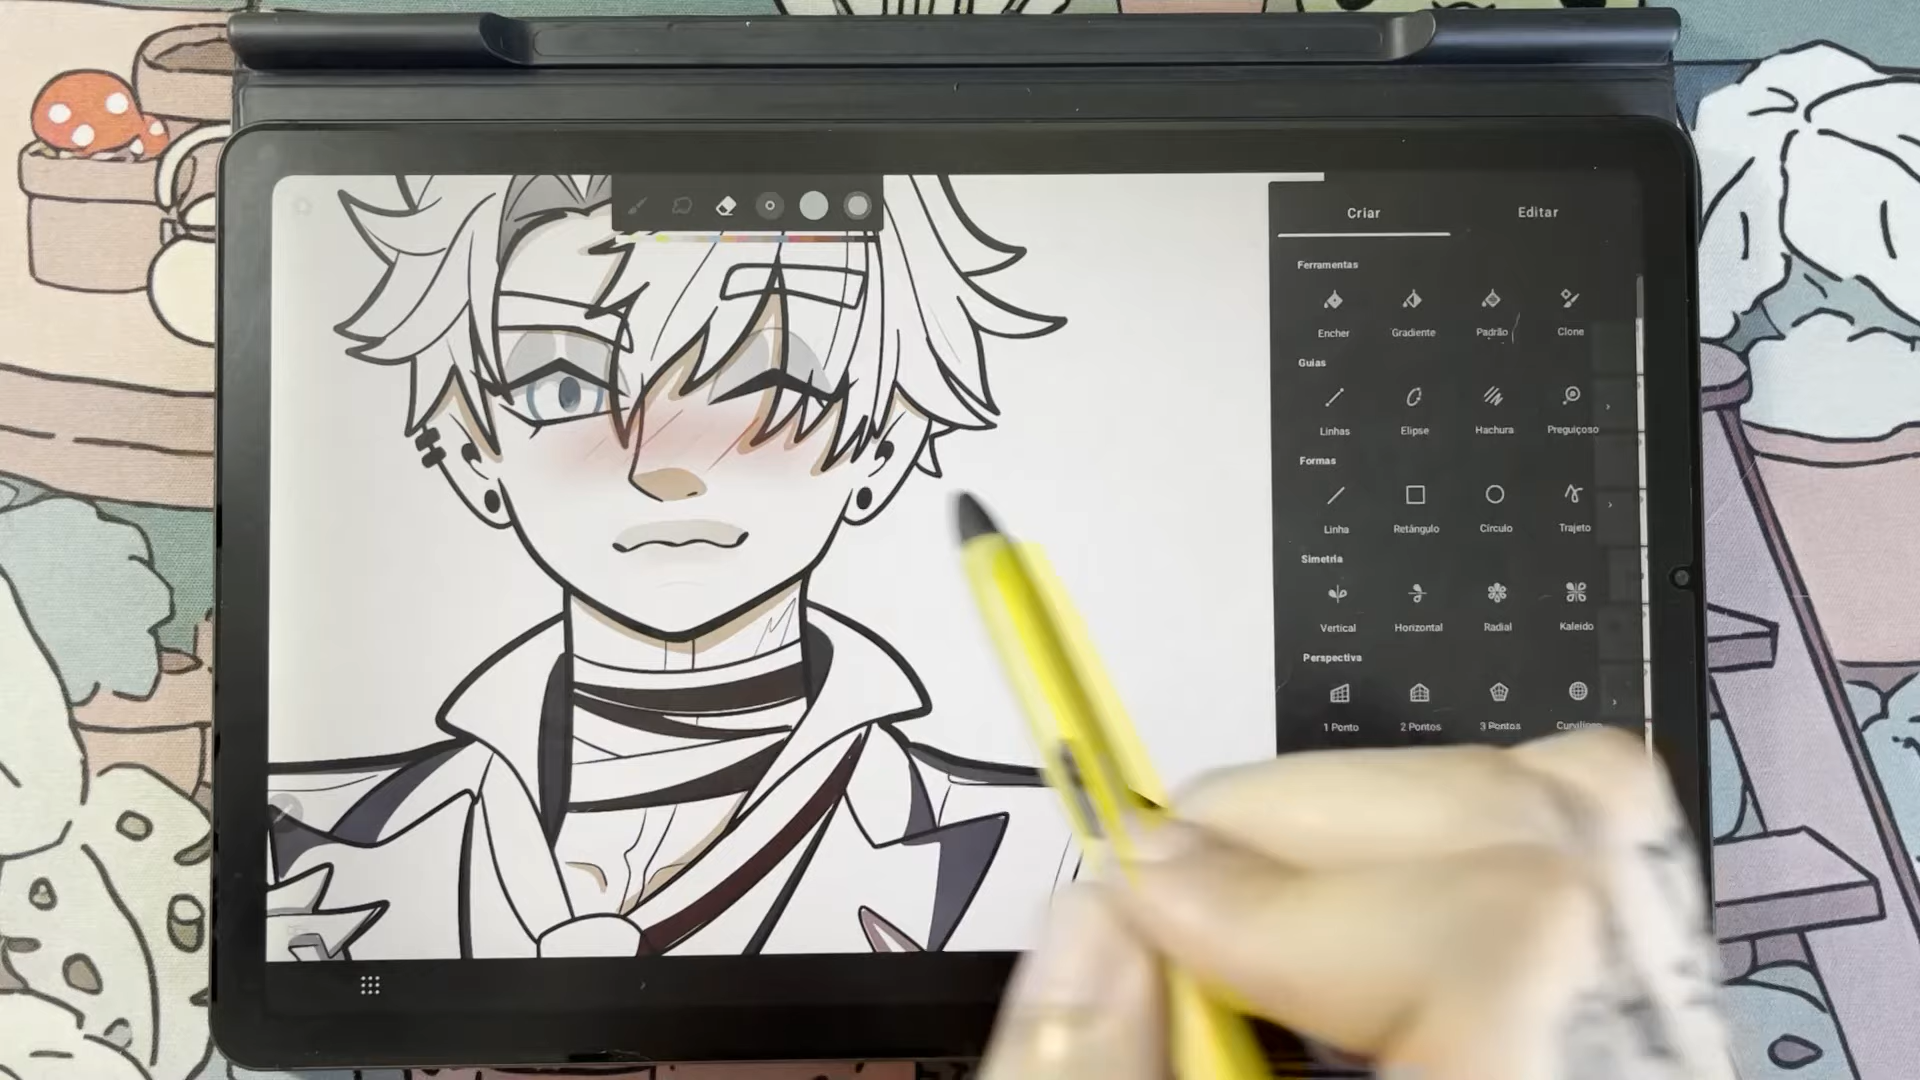 Criar Editar
Ferramentas
Encher Gradiente Padrão Clone
Guias
Linhas Elipse Hachura Preguiçoso
Formas
Linha Retângulo Círculo Trajeto
Simetria
Vertical Horizontal Radial Kaleido
Perspectiva
1 Ponto 2 Pontos 3 Pontos Curvilíneo